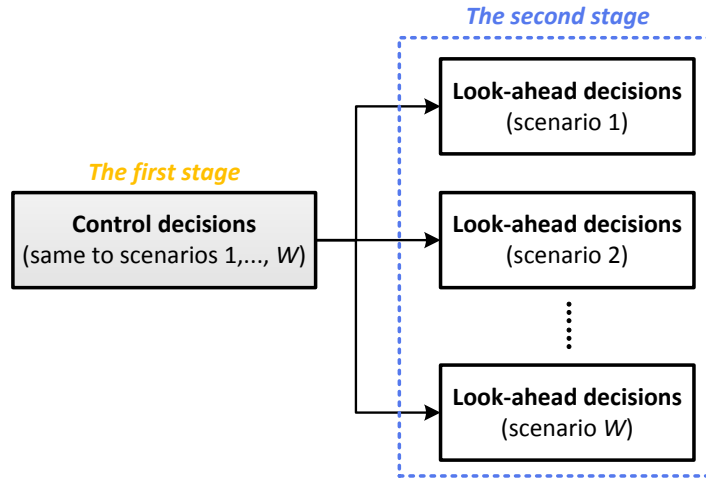 The second stage
Look-ahead decisions
(scenario 1)
The first stage
Control decisions
(same to scenarios 1,..., W)
Look-ahead decisions
(scenario 2)
Look-ahead decisions
(scenario W)